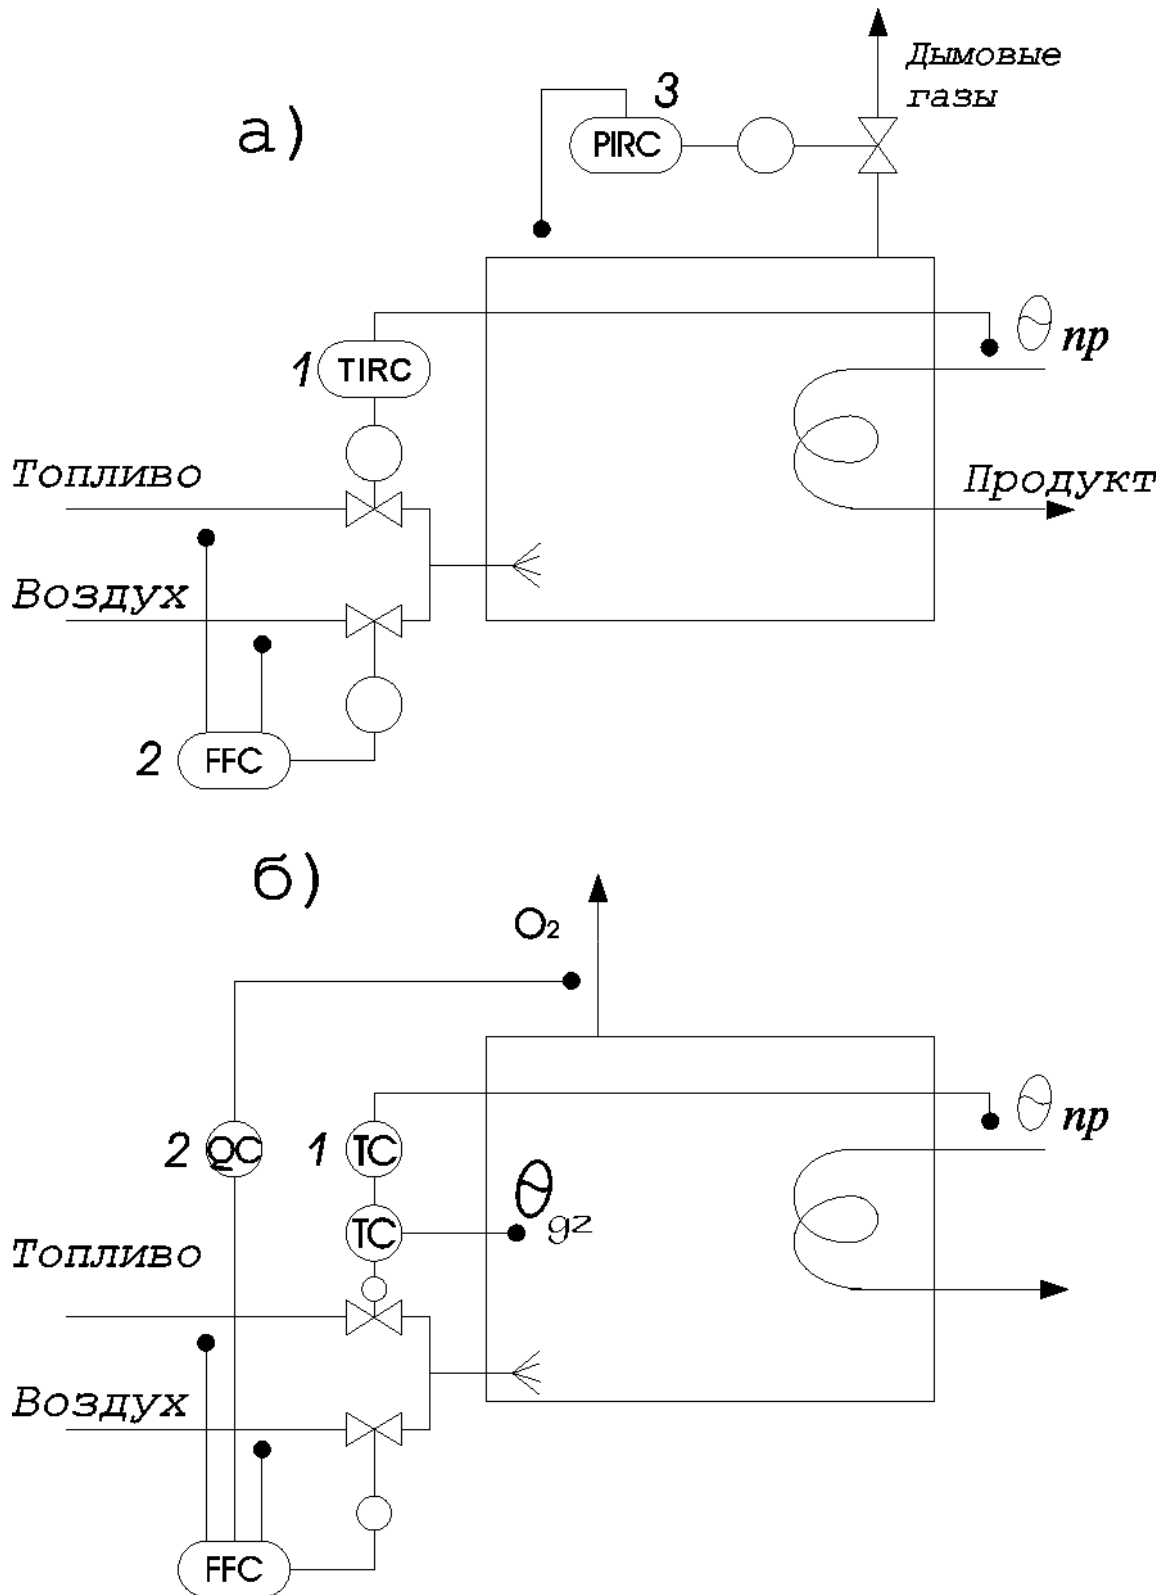 Дымовые
газы
3
а)
PIRC
1
TIRC
Θ пр
Топливо
Продукт
Воздух
2
FFC
б)
O₂
Θ пр
2
QC
1
TC
Θ gz
TC
Топливо
Воздух
FFC